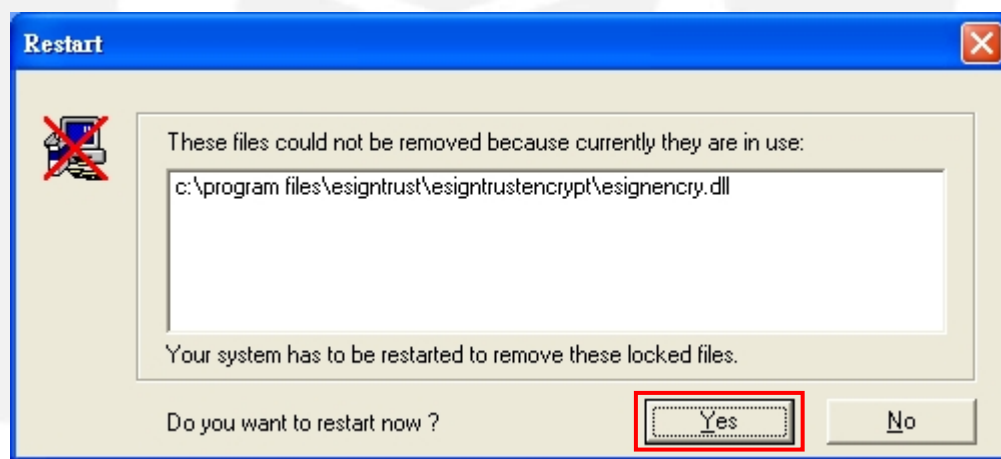 Restart
These files could not be removed because currently they are in use:
c:\program files\esigntrust\esigntrustencrypt\esignencry.dll
Your system has to be restarted to remove these locked files.
Do you want to restart now ?
Yes
No